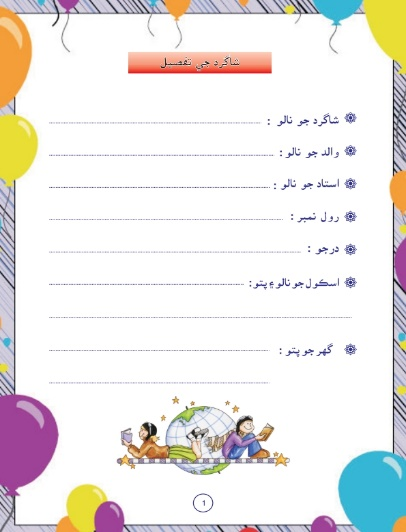 شاگرد جي تفصيل
شاگرد جو نالو :
والد جو نالو :
استاد جو نالو :
رول نمبر :
درجو :
اسڪول جو نالو ۽ پتو :
گهر جو پتو :
1